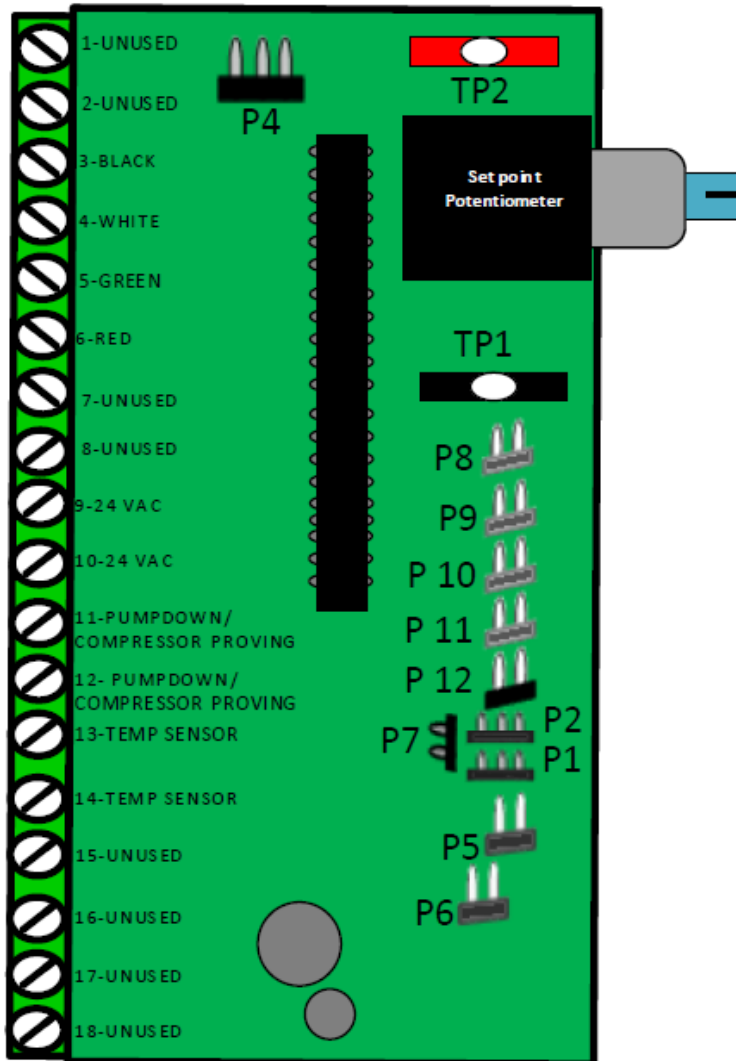 1-UNUSED
2-UNUSED
3-BLACK
4-WHITE
5-GREEN
6-RED
7-UNUSED
8-UNUSED
9-24 VAC
10-24 VAC
11-PUMPDOWN/
COMPRESSOR PROVING
12- PUMPDOWN/
COMPRESSOR PROVING
13-TEMP SENSOR
14-TEMP SENSOR
15-UNUSED
16-UNUSED
17-UNUSED
18-UNUSED
P4
TP2
Set point
Potentiometer
TP1
P8
P9
P 10
P 11
P 12
P7
P2
P1
P5
P6